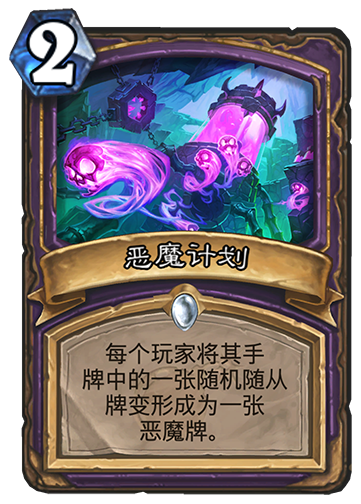 2
恶魔计划
每个玩家将其手
牌中的一张随机随从
牌变形成为一张
恶魔牌。